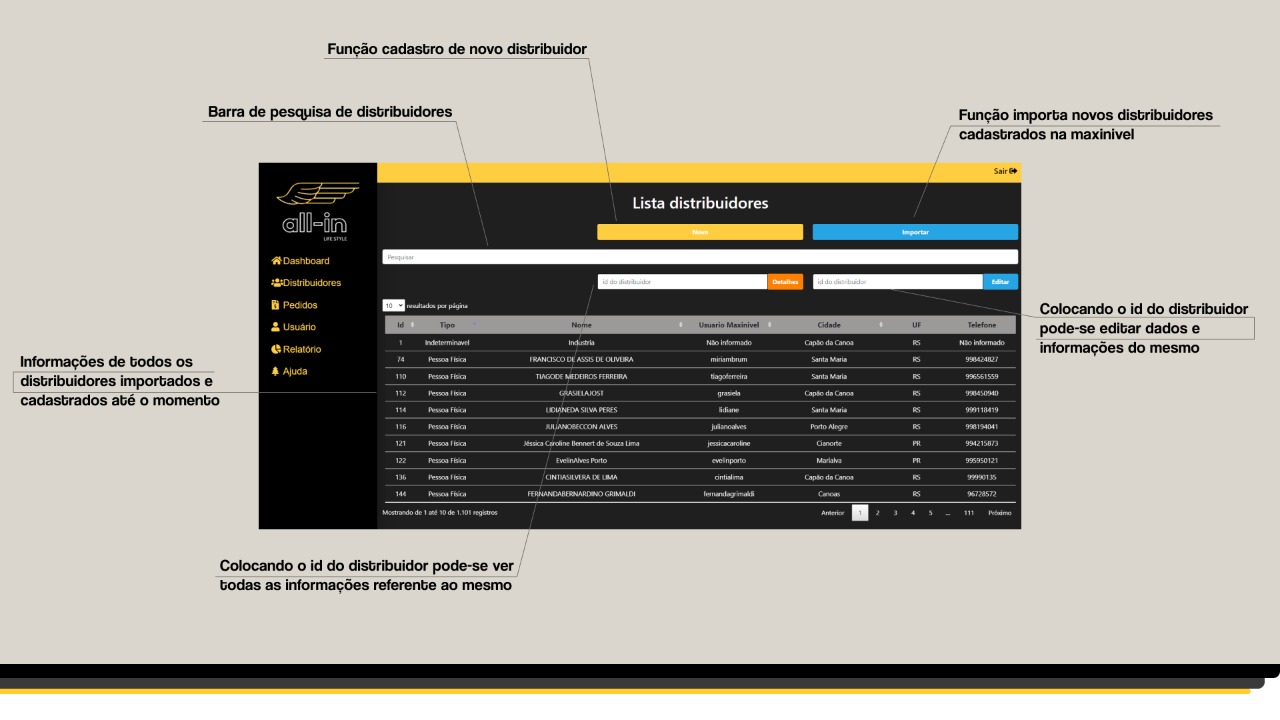 Função cadastro de novo distribuidor
Barra de pesquisa de distribuidores
Função importa novos distribuidores
cadastrados na maxinivel
Sair
all-in
LIFE STYLE
Lista distribuidores
Novo
Importar
Pesquisar
id do distribuidor
Detalhes
id do distribuidor
Editar
Dashboard
Distribuidores
Pedidos
Usuário
Relatório
Ajuda
10 resultados por página
Id Tipo Nome Usuario Maxinivel Cidade UF Telefone
1 Indeterminavel Industria Não informado Capão da Canoa RS Não informado
74 Pessoa Física FRANCISCO DE ASSIS DE OLIVEIRA miriambrum Santa Maria RS 998424827
110 Pessoa Física TIAGODE MEDEIROS FERREIRA tiagoferreira Santa Maria RS 996561559
112 Pessoa Física GRASIELAJOST grasiela Capão da Canoa RS 998450940
114 Pessoa Física LIDIANEDA SILVA PERES lidiane Santa Maria RS 999118419
116 Pessoa Física JULIANOBECCON ALVES julianoalves Porto Alegre RS 998194041
121 Pessoa Física Jéssica Caroline Bennert de Souza Lima jessicacaroline Cianorte PR 994215873
122 Pessoa Física EvelinAlves Porto evelinporto Marialva PR 995950121
136 Pessoa Física CINTIASILVERA DE LIMA cintialima Capão da Canoa RS 99990135
144 Pessoa Física FERNANDABERNARDINO GRIMALDI fernandagrimaldi Canoas RS 96728572
Mostrando de 1 até 10 de 1.101 registros
Anterior 1 2 3 4 5 ... 111 Próximo
Colocando o id do distribuidor
pode-se editar dados e
informações do mesmo
Informações de todos os
distribuidores importados e
cadastrados até o momento
Colocando o id do distribuidor pode-se ver
todas as informações referente ao mesmo